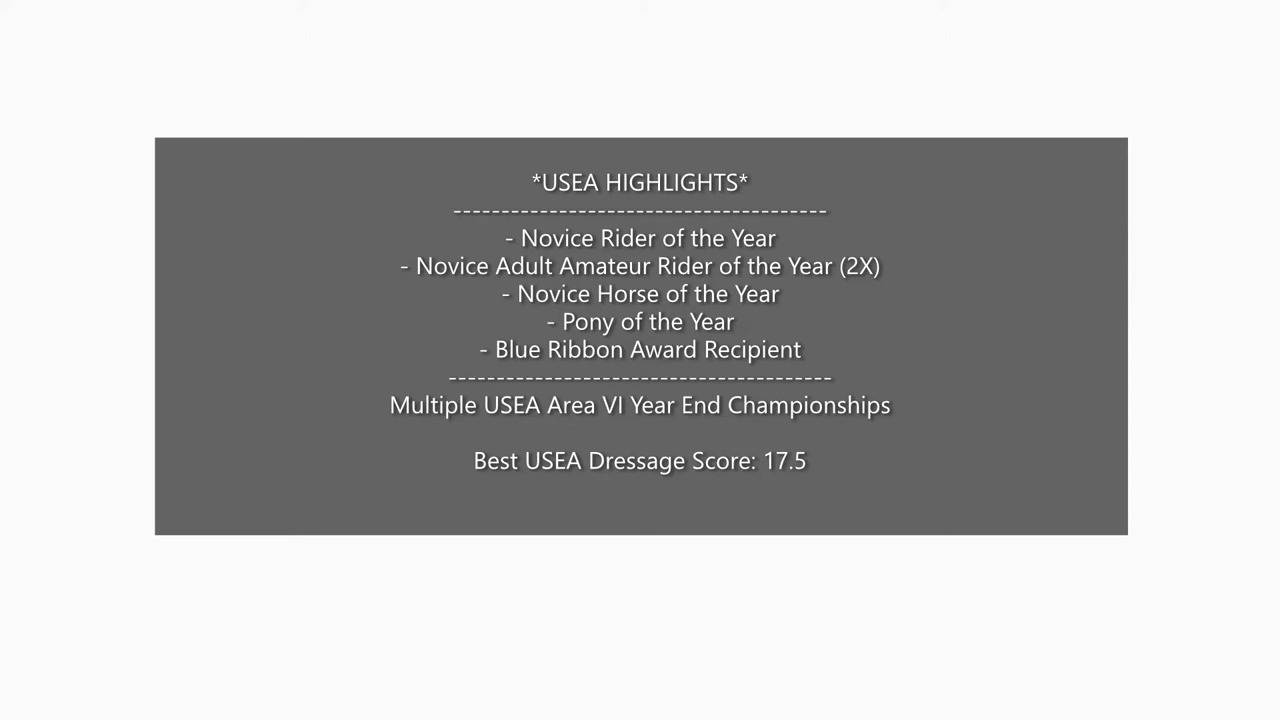 *USEA HIGHLIGHTS*
---------------------------------------
- Novice Rider of the Year
- Novice Adult Amateur Rider of the Year (2X)
- Novice Horse of the Year
- Pony of the Year
- Blue Ribbon Award Recipient
----------------------------------------
Multiple USEA Area VI Year End Championships
Best USEA Dressage Score: 17.5